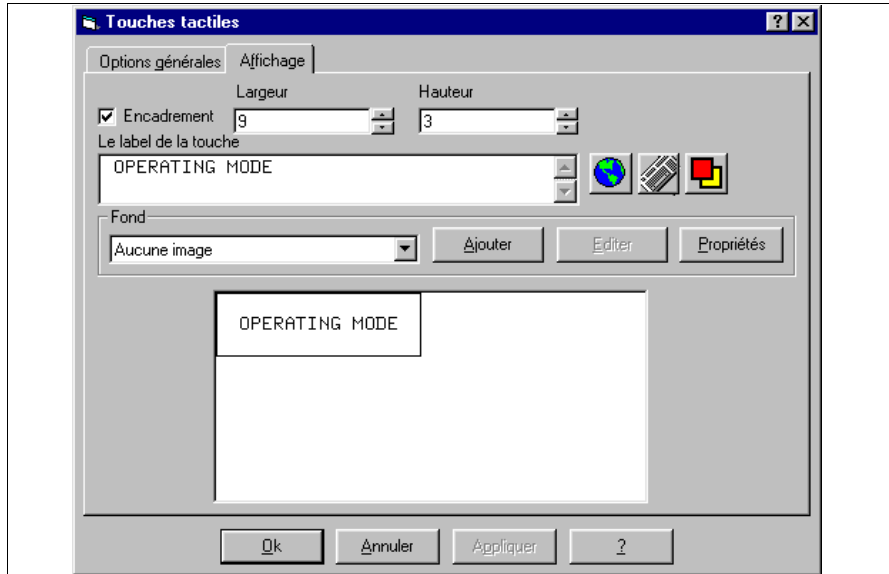 Touches tactiles
Options générales Affichage
Largeur Hauteur
Encadrement 9 3
Le label de la touche
OPERATING MODE
Fond
Aucune image Ajouter Editer Propriétés
OPERATING MODE
Ok Annuler Appliquer ?